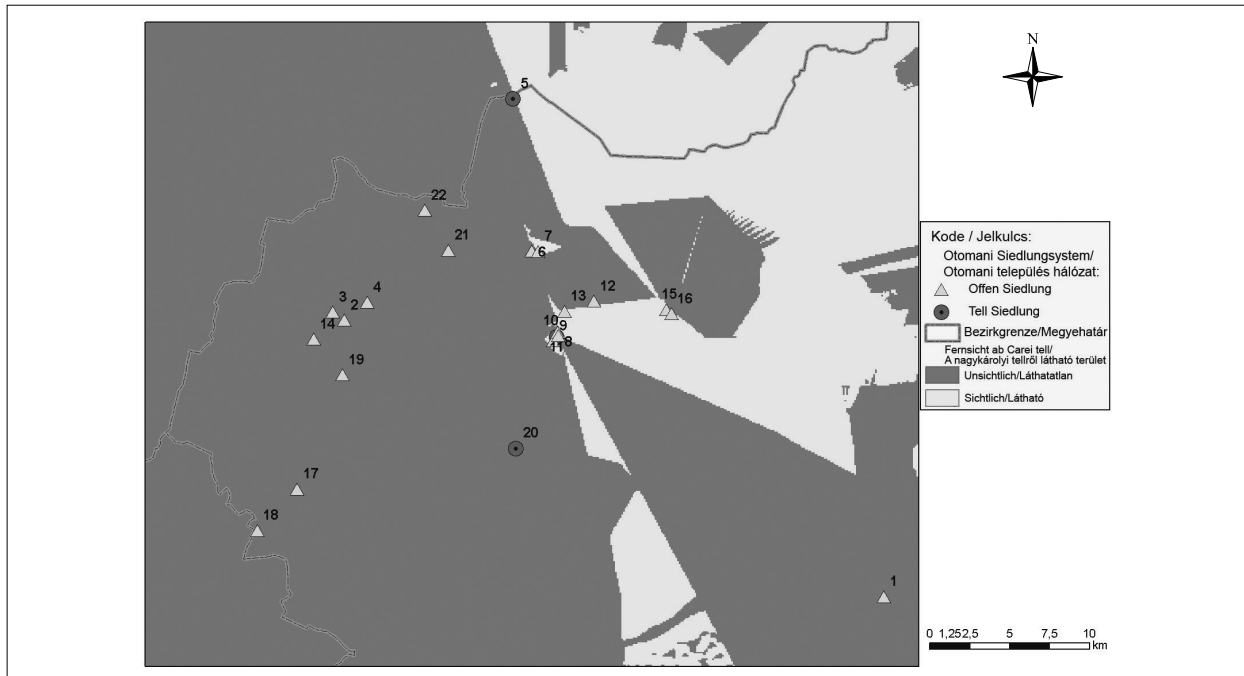 N
5
22
7
21
6
4
12
3
13
15
16
2
10
9
14
8
11
19
20
17
18
1
Kode / Jelkulcs:
Otomani Siedlungsystem/
Otomani település hálózat:
Offen Siedlung
Tell Siedlung
Bezirkgrenze/Megyehatár
Fernsicht ab Carei tell/
A nagykárolyi tellről látható terület
Unsichtlich/Láthatatlan
Sichtlich/Látható
0 1,252,5 5 7,5 10
km